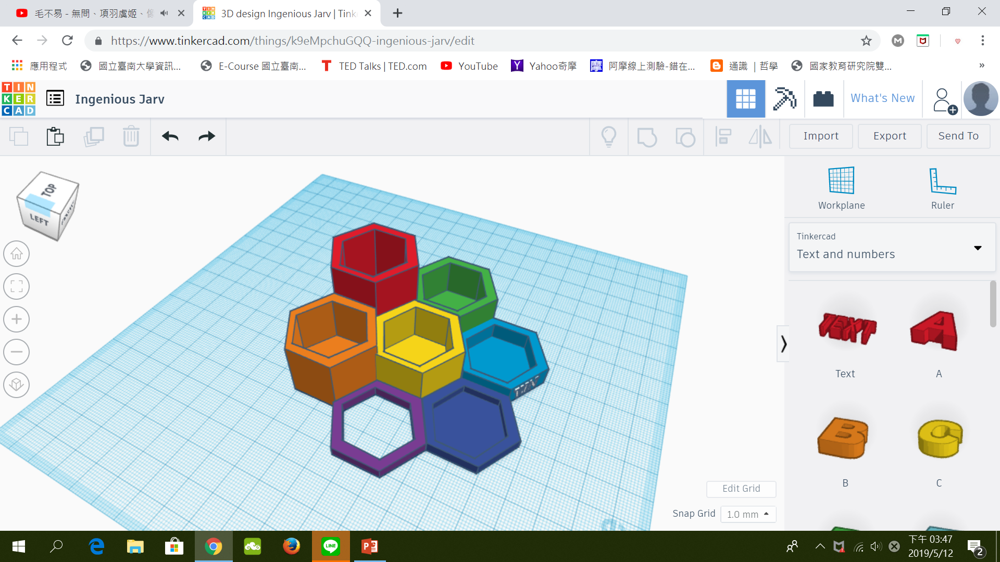 毛不易 - 無問、項羽虞姬、像
3D design Ingenious Jarv | Tink
https://www.tinkercad.com/things/k9eMpchuGQQ-ingenious-jarv/edit
應用程式
國立臺南大學資訊...
E-Course 國立臺南...
TED Talks | TED.com
YouTube
Yahoo奇摩
阿摩線上測驗-錯在...
通識 | 哲學
國家教育研究院雙...
»
TIN
KER
CAD
Ingenious Jarv
What's New
Import
Export
Send To
TOP
LEFT
Workplane
Ruler
Tinkercad
Text and numbers
TEXT
A
Text
A
B
C
B
C
Edit Grid
Snap Grid
1.0 mm
LINE
下午 03:47
2019/5/12
2